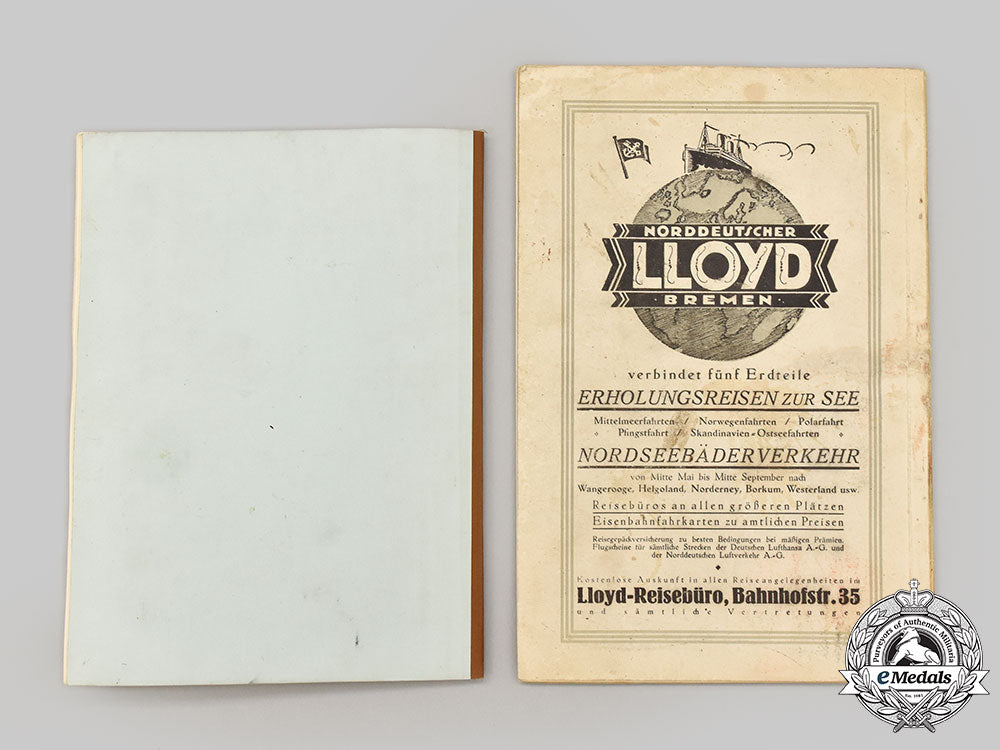 NORDDEUTSCHER
LLOYD
· BREMEN ·
verbindet fünf Erdteile
ERHOLUNGSREISEN ZUR SEE
Mittelmeerfahrten / Norwegenfahrten / Polarfahrt
Pfingstfahrt / Skandinavien-Ostseefahrten
NORDSEEBÄDERVERKEHR
von Mitte Mai bis Mitte September nach
Wangerooge, Helgoland, Norderney, Borkum, Westerland usw.
Reisebüros an allen größeren Plätzen
Eisenbahnfahrkarten zu amtlichen Preisen
Reisegepäckversicherung zu besten Bedingungen bei mäßigen Prämien.
Flugscheine für sämtliche Strecken der Deutschen Lufthansa A.-G. und
der Norddeutschen Luftverkehr A.-G.
Kostenlose Auskunft in allen Reiseangelegenheiten im
Lloyd-Reisebüro, Bahnhofstr. 35
und sämtliche Vertretungen
Purveyors of Authentic Militaria
eMedals